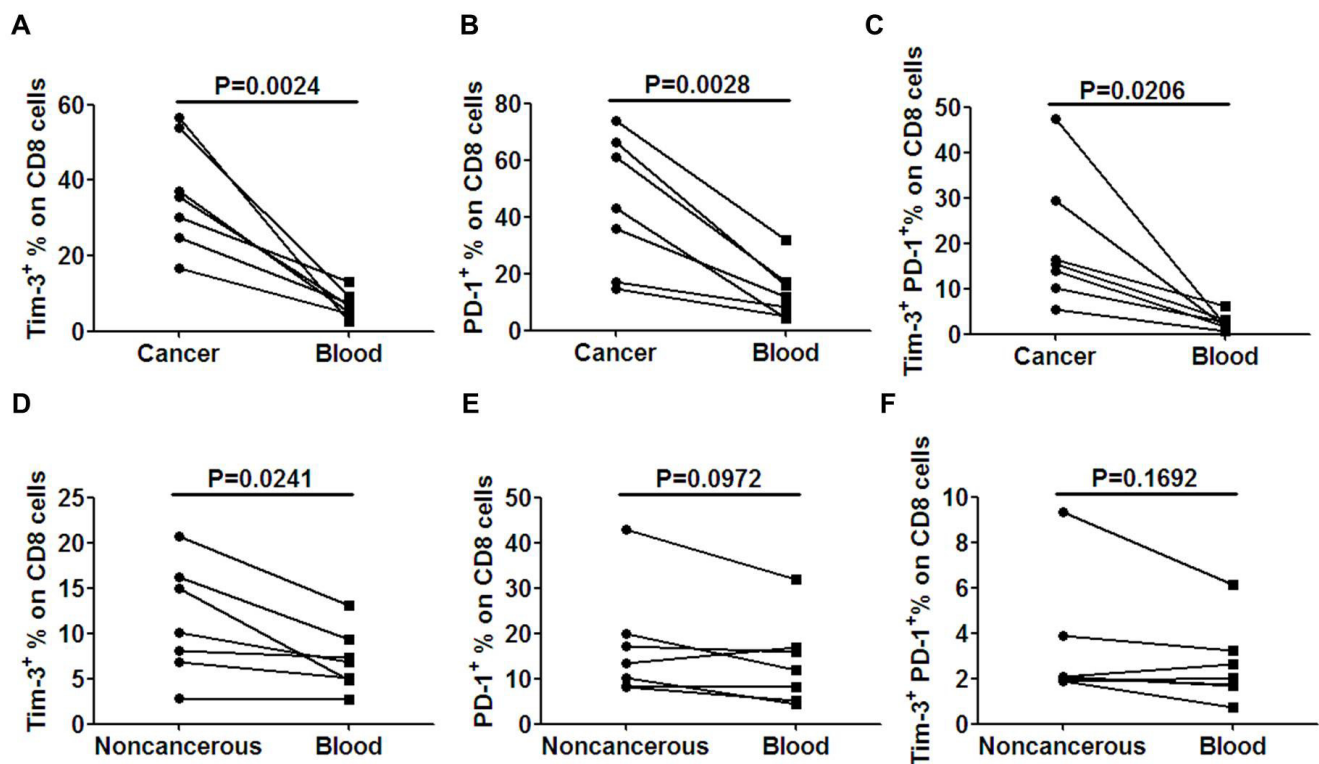 A
P=0.0024
Tim-3⁺ % on CD8 cells
60
40
20
0
Cancer
Blood
B
P=0.0028
PD-1⁺ % on CD8 cells
80
60
40
20
0
Cancer
Blood
C
P=0.0206
Tim-3⁺ PD-1⁺% on CD8 cells
50
40
30
20
10
0
Cancer
Blood
D
P=0.0241
Tim-3⁺ % on CD8 cells
25
20
15
10
5
0
Noncancerous
Blood
E
P=0.0972
PD-1⁺ % on CD8 cells
50
40
30
20
10
0
Noncancerous
Blood
F
P=0.1692
Tim-3⁺ PD-1⁺% on CD8 cells
10
8
6
4
2
0
Noncancerous
Blood